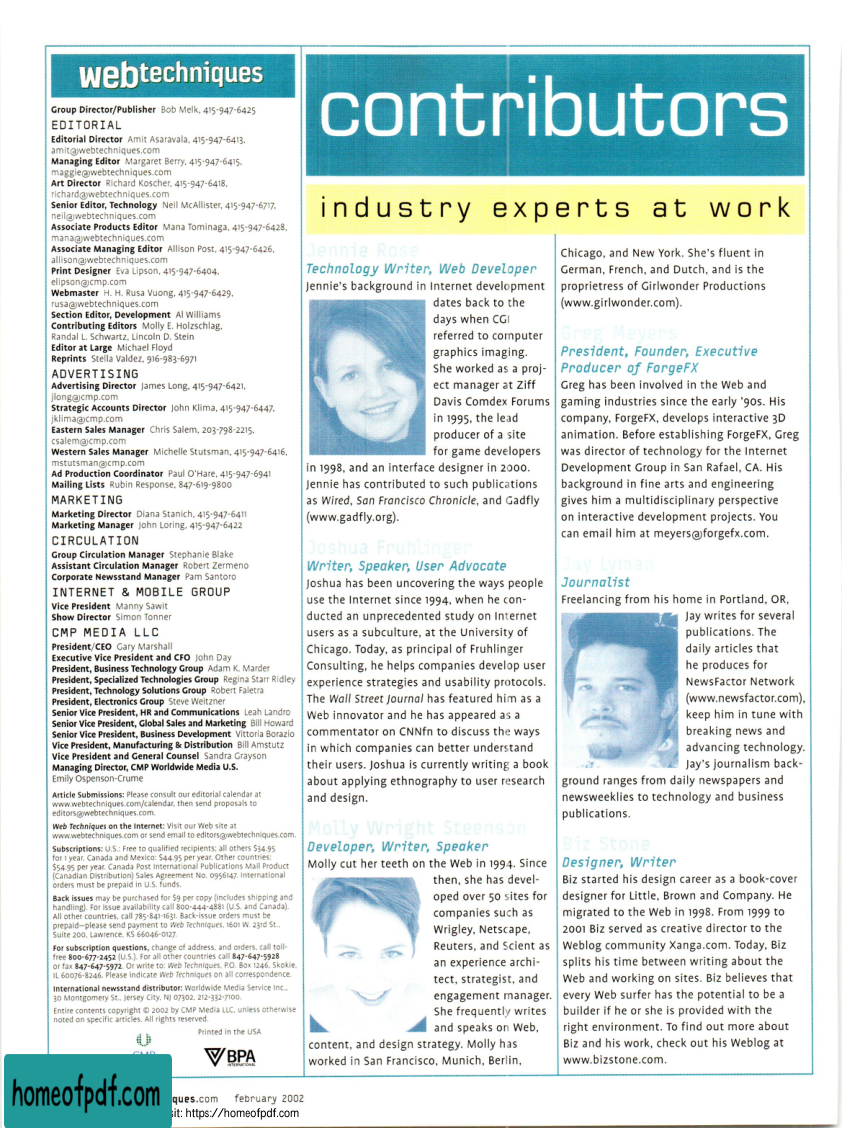 webtechniques
Group Director/Publisher Bob Melk, 415-947-6425
EDITORIAL
Editorial Director Amit Asaravala, 415-947-6413,
amit@webtechniques.com
Managing Editor Margaret Berry, 415-947-6415,
maggie@webtechniques.com
Art Director Richard Koscher, 415-947-6418,
richard@webtechniques.com
Senior Editor, Technology Neil McAllister, 415-947-6717,
neil@webtechniques.com
Associate Products Editor Mana Tominaga, 415-947-6428,
mana@webtechniques.com
Associate Managing Editor Allison Post, 415-947-6426,
allison@webtechniques.com
Print Designer Eva Lipson, 415-947-6404,
elipson@cmp.com
Webmaster H. H. Rusa Vuong, 415-947-6429,
rusa@webtechniques.com
Section Editor, Development Al Williams
Contributing Editors Molly E. Holzschlag,
Randal L. Schwartz, Lincoln D. Stein
Editor at Large Michael Floyd
Reprints Stella Valdez, 916-983-6971
ADVERTISING
Advertising Director James Long, 415-947-6421,
jlong@cmp.com
Strategic Accounts Director John Klima, 415-947-6447,
jklima@cmp.com
Eastern Sales Manager Chris Salem, 203-798-2215,
csalem@cmp.com
Western Sales Manager Michelle Stutsman, 415-947-6416,
mstutsman@cmp.com
Ad Production Coordinator Paul O'Hare, 415-947-6941
Mailing Lists Rubin Response, 847-619-9800
MARKETING
Marketing Director Diana Stanich, 415-947-6411
Marketing Manager John Loring, 415-947-6422
CIRCULATION
Group Circulation Manager Stephanie Blake
Assistant Circulation Manager Robert Zermeno
Corporate Newsstand Manager Pam Santoro
INTERNET & MOBILE GROUP
Vice President Manny Sawit
Show Director Simon Tonner
CMP MEDIA LLC
President/CEO Gary Marshall
Executive Vice President and CFO John Day
President, Business Technology Group Adam K. Marder
President, Specialized Technologies Group Regina Starr Ridley
President, Technology Solutions Group Robert Faletra
President, Electronics Group Steve Weitzner
Senior Vice President, HR and Communications Leah Landro
Senior Vice President, Global Sales and Marketing Bill Howard
Senior Vice President, Business Development Vittoria Borazio
Vice President, Manufacturing & Distribution Bill Amstutz
Vice President and General Counsel Sandra Grayson
Managing Director, CMP Worldwide Media U.S.
Emily Ospenson-Crume
Article Submissions: Please consult our editorial calendar at
www.webtechniques.com/calendar, then send proposals to
editors@webtechniques.com.
Web Techniques on the Internet: Visit our Web site at
www.webtechniques.com or send email to editors@webtechniques.com.
Subscriptions: U.S.: Free to qualified recipients; all others $34.95
for 1 year. Canada and Mexico: $44.95 per year. Other countries:
$54.95 per year. Canada Post International Publications Mail Product
(Canadian Distribution) Sales Agreement No. 0956147. International
orders must be prepaid in U.S. funds.
Back issues may be purchased for $9 per copy (includes shipping and
handling). For issue availability call 800-444-4881 (U.S. and Canada).
All other countries, call 785-841-1631. Back-issue orders must be
prepaid—please send payment to Web Techniques, 1601 W. 23rd St.,
Suite 200, Lawrence, KS 66046-0127.
For subscription questions, change of address, and orders, call toll-
free 800-677-2452 (U.S.). For all other countries call 847-647-5928
or fax 847-647-5972. Or write to: Web Techniques, P.O. Box 1246, Skokie,
IL 60076-8246. Please indicate Web Techniques on all correspondence.
International newsstand distributor: Worldwide Media Service Inc.,
30 Montgomery St., Jersey City, NJ 07302, 212-332-7100.
Entire contents copyright © 2002 by CMP Media LLC, unless otherwise
noted on specific articles. All rights reserved.
Printed in the USA
CMP
BPA
INTERNATIONAL
contributors
industry experts at work
Jennie Rose
Technology Writer, Web Developer
Jennie's background in Internet development
dates back to the
days when CGI
referred to computer
graphics imaging.
She worked as a proj-
ect manager at Ziff
Davis Comdex Forums
in 1995, the lead
producer of a site
for game developers
in 1998, and an interface designer in 2000.
Jennie has contributed to such publications
as Wired, San Francisco Chronicle, and Gadfly
(www.gadfly.org).
Joshua Fruhlinger
Writer, Speaker, User Advocate
Joshua has been uncovering the ways people
use the Internet since 1994, when he con-
ducted an unprecedented study on Internet
users as a subculture, at the University of
Chicago. Today, as principal of Fruhlinger
Consulting, he helps companies develop user
experience strategies and usability protocols.
The Wall Street Journal has featured him as a
Web innovator and he has appeared as a
commentator on CNNfn to discuss the ways
in which companies can better understand
their users. Joshua is currently writing a book
about applying ethnography to user research
and design.
Molly Wright Steenson
Developer, Writer, Speaker
Molly cut her teeth on the Web in 1994. Since
then, she has devel-
oped over 50 sites for
companies such as
Wrigley, Netscape,
Reuters, and Scient as
an experience archi-
tect, strategist, and
engagement manager.
She frequently writes
and speaks on Web,
content, and design strategy. Molly has
worked in San Francisco, Munich, Berlin,
Chicago, and New York. She's fluent in
German, French, and Dutch, and is the
proprietress of Girlwonder Productions
(www.girlwonder.com).
Greg Meyers
President, Founder, Executive
Producer of ForgeFX
Greg has been involved in the Web and
gaming industries since the early '90s. His
company, ForgeFX, develops interactive 3D
animation. Before establishing ForgeFX, Greg
was director of technology for the Internet
Development Group in San Rafael, CA. His
background in fine arts and engineering
gives him a multidisciplinary perspective
on interactive development projects. You
can email him at meyers@forgefx.com.
Jay Lyman
Journalist
Freelancing from his home in Portland, OR,
Jay writes for several
publications. The
daily articles that
he produces for
NewsFactor Network
(www.newsfactor.com),
keep him in tune with
breaking news and
advancing technology.
Jay's journalism back-
ground ranges from daily newspapers and
newsweeklies to technology and business
publications.
Biz Stone
Designer, Writer
Biz started his design career as a book-cover
designer for Little, Brown and Company. He
migrated to the Web in 1998. From 1999 to
2001 Biz served as creative director to the
Weblog community Xanga.com. Today, Biz
splits his time between writing about the
Web and working on sites. Biz believes that
every Web surfer has the potential to be a
builder if he or she is provided with the
right environment. To find out more about
Biz and his work, check out his Weblog at
www.bizstone.com.
homeofpdf.com
ques.com february 2002
sit: https://homeofpdf.com